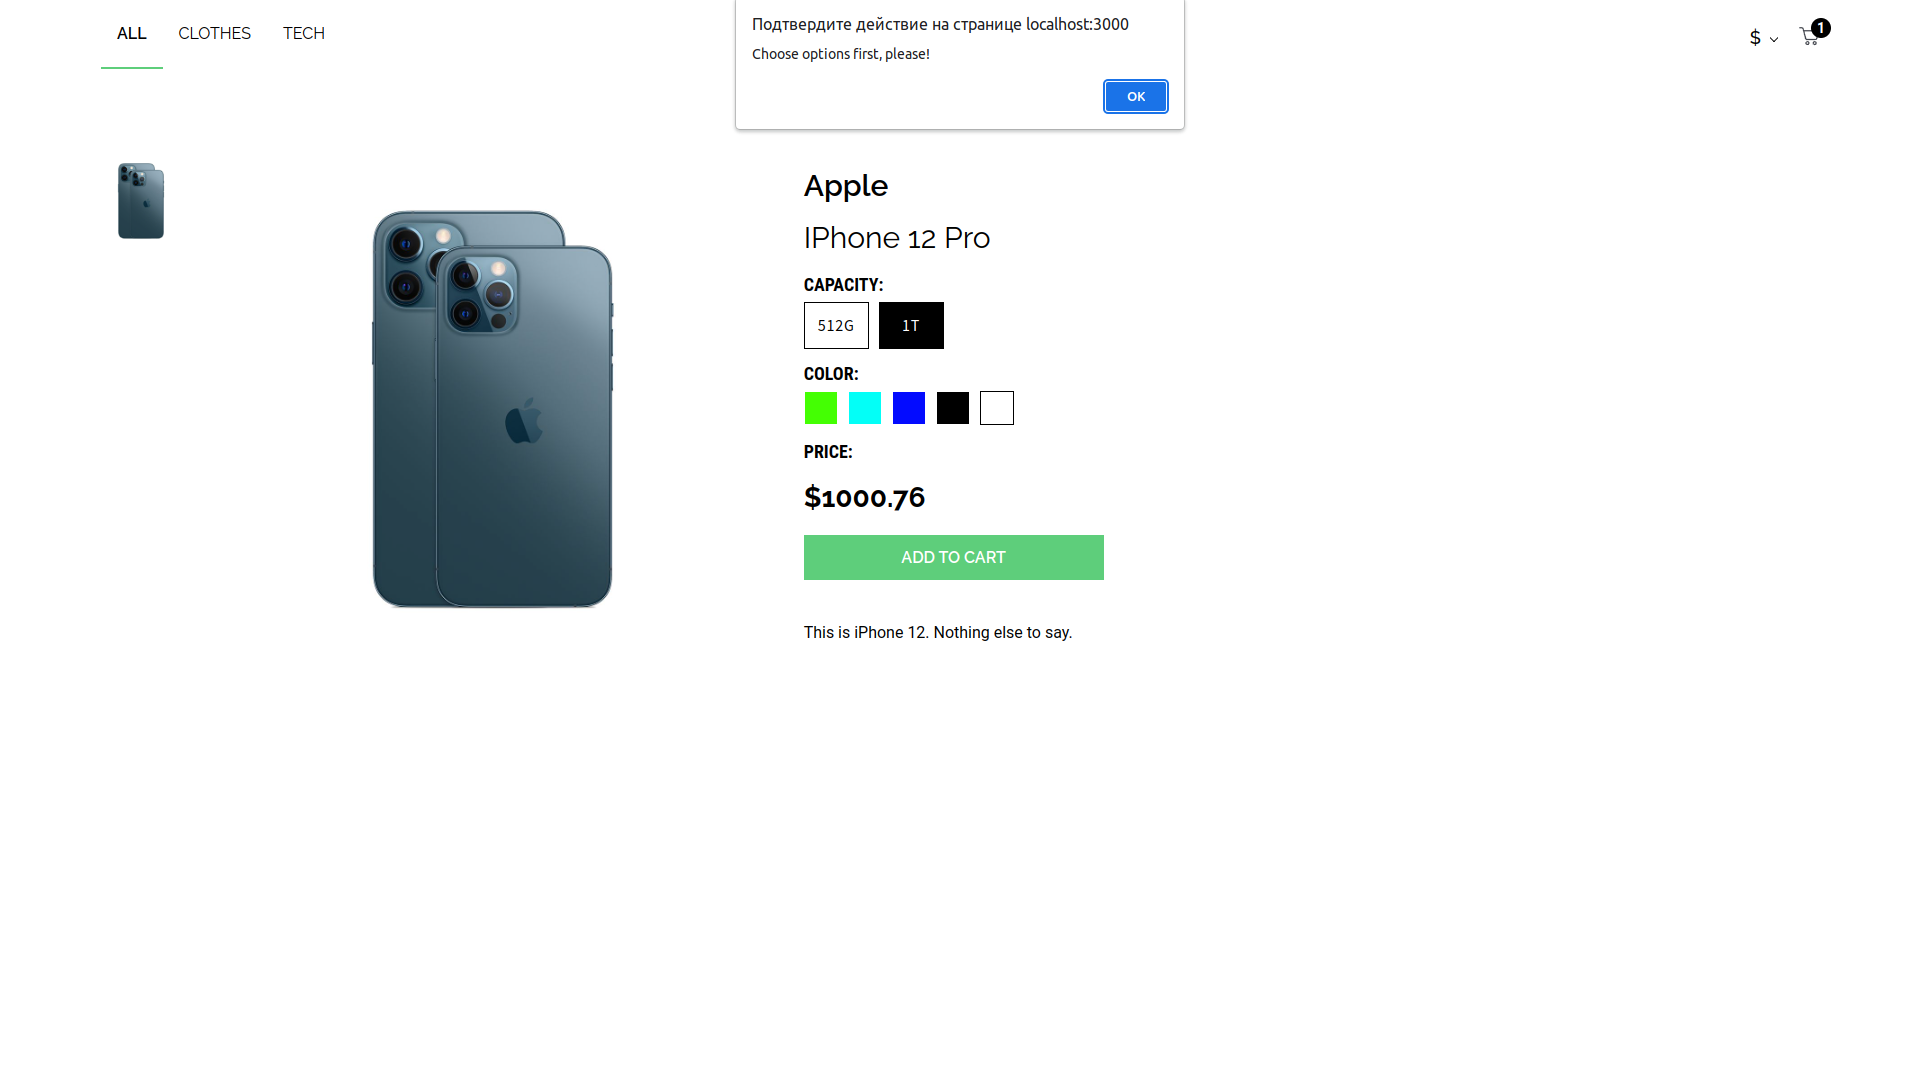 ALL
CLOTHES
TECH
Подтвердите действие на странице localhost:3000
Choose options first, please!
OK
$
1
Apple
IPhone 12 Pro
CAPACITY:
512G
1T
COLOR:
PRICE:
$1000.76
ADD TO CART
This is iPhone 12. Nothing else to say.